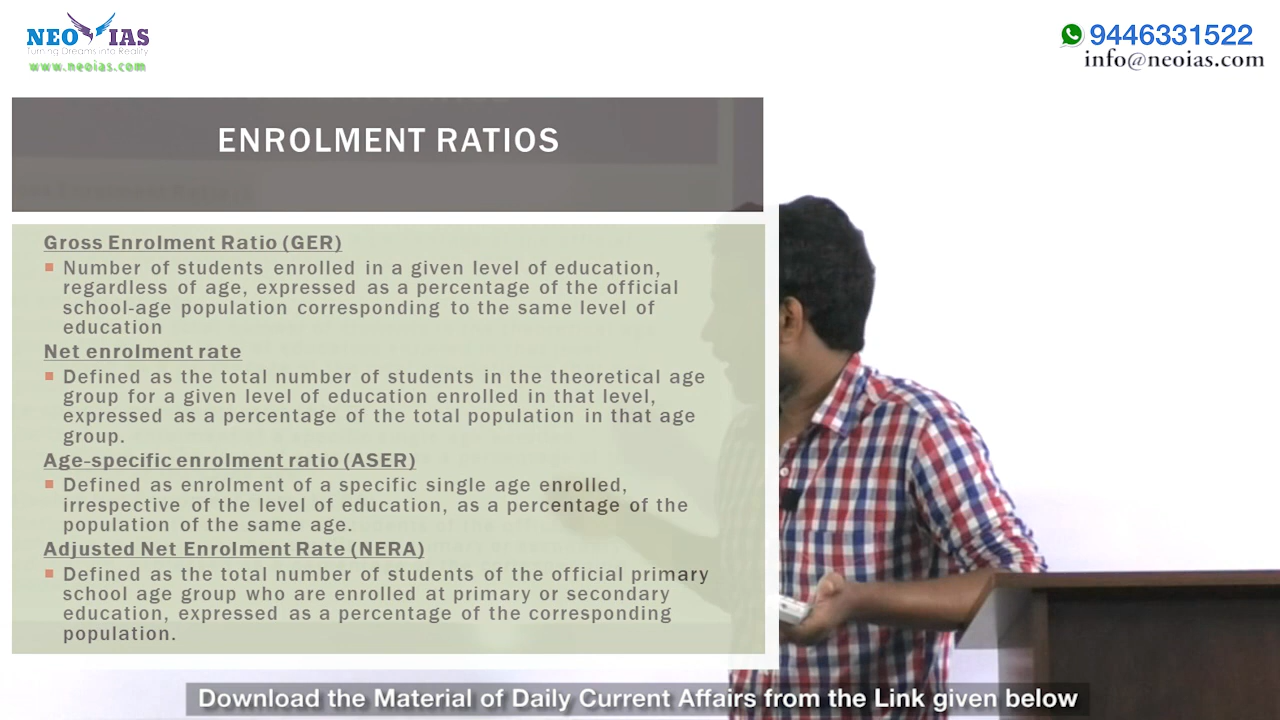 NEO IAS
Turning Dreams into Reality
www.neoias.com
9446331522
info@neoias.com
ENROLMENT RATIOS
Gross Enrolment Ratio (GER)
Number of students enrolled in a given level of education,
regardless of age, expressed as a percentage of the official
school-age population corresponding to the same level of
education
Net enrolment rate
Defined as the total number of students in the theoretical age
group for a given level of education enrolled in that level,
expressed as a percentage of the total population in that age
group.
Age-specific enrolment ratio (ASER)
Defined as enrolment of a specific single age enrolled,
irrespective of the level of education, as a percentage of the
population of the same age.
Adjusted Net Enrolment Rate (NERA)
Defined as the total number of students of the official primary
school age group who are enrolled at primary or secondary
education, expressed as a percentage of the corresponding
population.
Download the Material of Daily Current Affairs from the Link given below